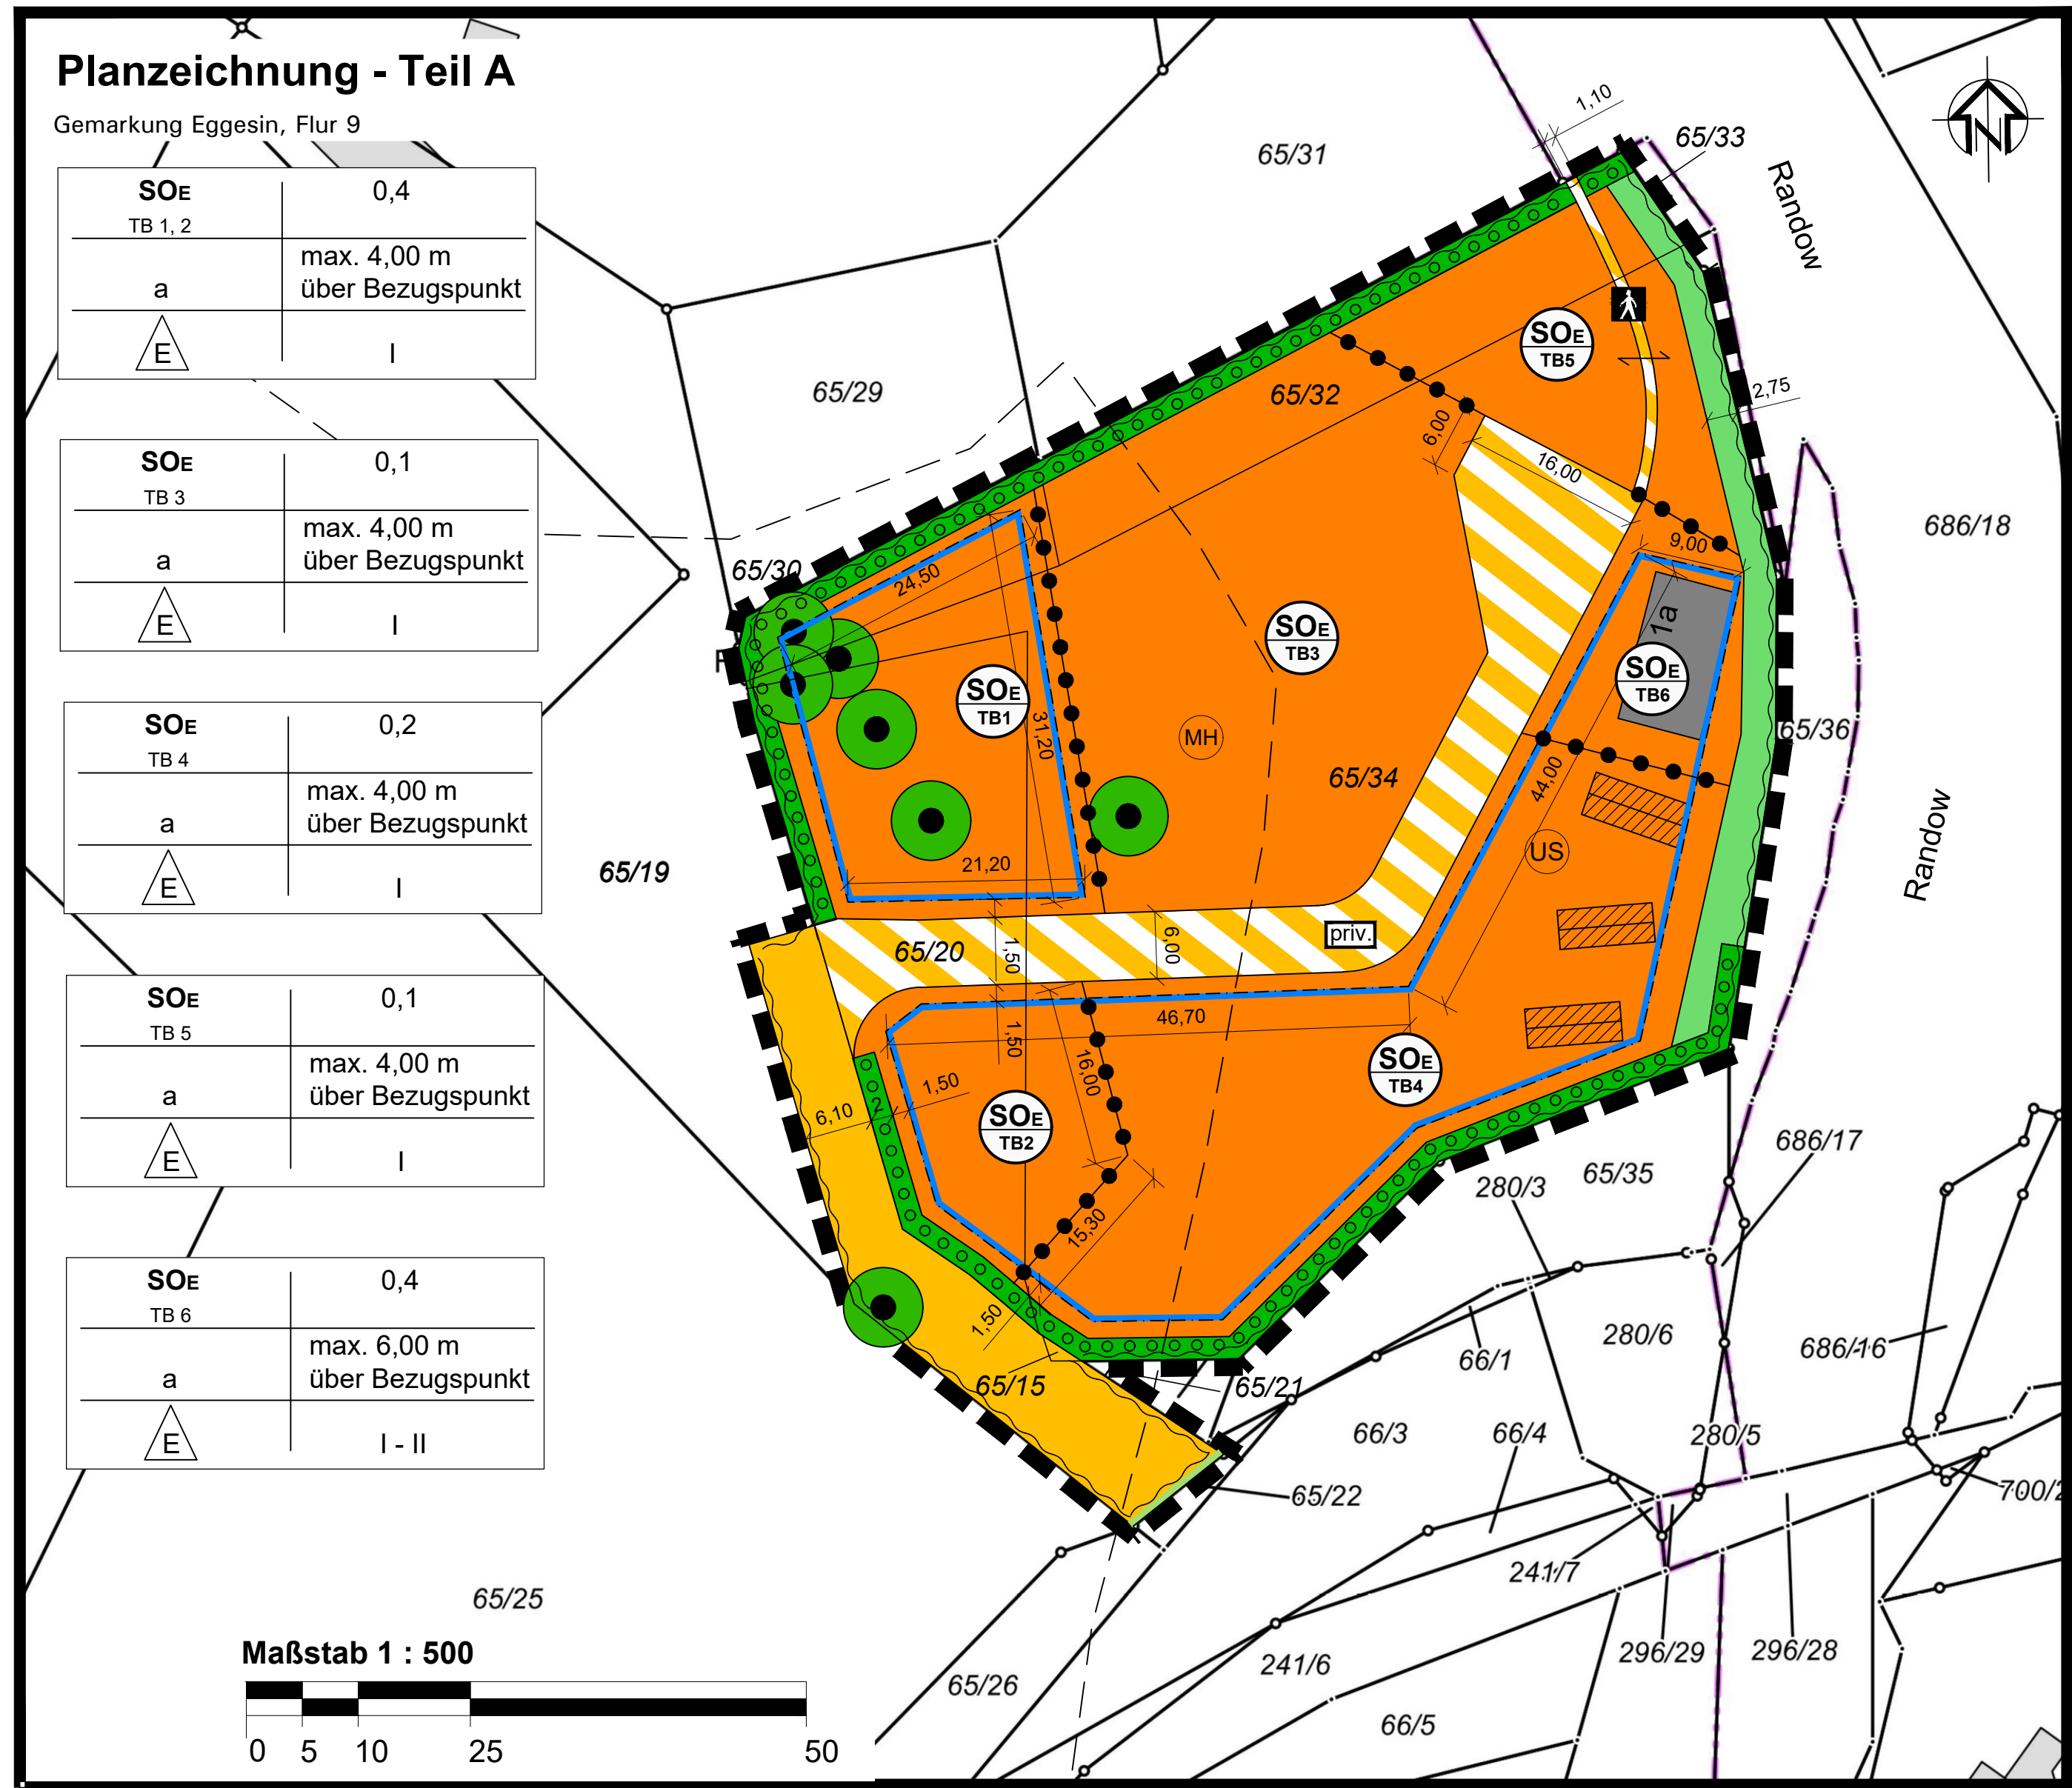 Planzeichnung - Teil A
Gemarkung Eggesin, Flur 9
SOE
TB 1, 2
0,4
a
max. 4,00 m
über Bezugspunkt
E
I
SOE
TB 3
0,1
a
max. 4,00 m
über Bezugspunkt
E
I
SOE
TB 4
0,2
a
max. 4,00 m
über Bezugspunkt
E
I
SOE
TB 5
0,1
a
max. 4,00 m
über Bezugspunkt
E
I
SOE
TB 6
0,4
a
max. 6,00 m
über Bezugspunkt
E
I - II
Maßstab 1 : 500
0 5 10 25 50
N
1,10
65/33
65/31
Randow
65/29
65/32
SOE
TB5
2,75
6,00
16,00
686/18
65/30
24,50
9,00
1a
SOE
TB3
SOE
TB6
SOE
TB1
31,20
MH
65/36
65/34
44,00
US
Randow
65/19
21,20
priv.
65/20
1,50
6,00
46,70
1,50
16,00
SOE
TB4
1,50
2
6,10
SOE
TB2
686/17
65/35
280/3
15,30
1,50
280/6
686/16
66/1
65/15
65/21
66/3
66/4
280/5
65/22
700/2
241/7
65/25
296/29
296/28
241/6
65/26
66/5